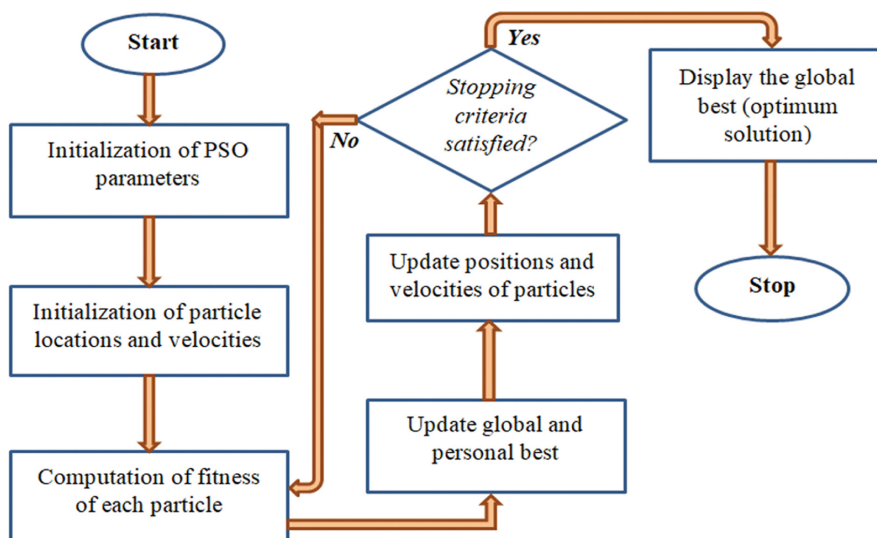 Start
Initialization of PSO
parameters
Initialization of particle
locations and velocities
Computation of fitness
of each particle
Update global and
personal best
Update positions and
velocities of particles
Stopping
criteria
satisfied?
No
Yes
Display the global
best (optimum
solution)
Stop